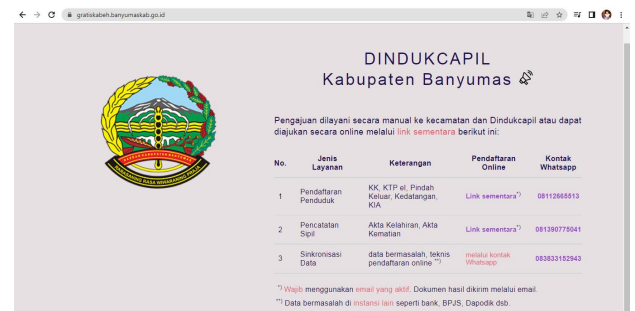 gratiskabeh.banyumaskab.go.id
RARASANING RASA WIWARANING PRAJA
DINDUKCAPIL
Kabupaten Banyumas
Pengajuan dilayani secara manual ke kecamatan dan Dindukcapil atau dapat
diajukan secara online melalui link sementara berikut ini:
No. Jenis Layanan Keterangan Pendaftaran Online Kontak Whatsapp
1 Pendaftaran Penduduk KK, KTP el, Pindah Keluar, Kedatangan, KIA Link sementara*) 08112665513
2 Pencatatan Sipil Akta Kelahiran, Akta Kematian Link sementara*) 081390775041
3 Sinkronisasi Data data bermasalah, teknis pendaftaran online **) melalui kontak Whatsapp 083833152943
*) Wajib menggunakan email yang aktif. Dokumen hasil dikirim melalui email.
**) Data bermasalah di instansi lain seperti bank, BPJS, Dapodik dsb.